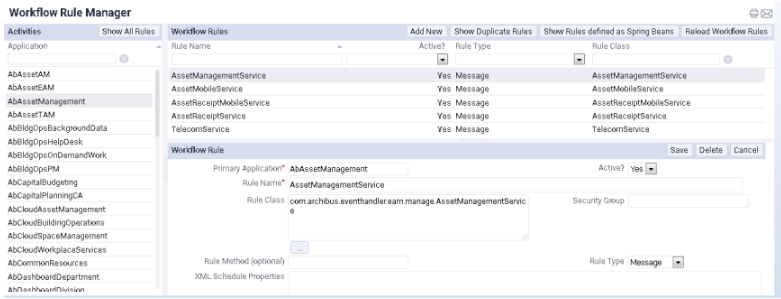 Workflow Rule Manager
Activities Show All Rules
Application
AbAssetAM
AbAssetEAM
AbAssetManagement
AbAssetTAM
AbBldgOpsBackgroundData
AbBldgOpsHelpDesk
AbBldgOpsOnDemandWork
AbBldgOpsPM
AbCapitalBudgeting
AbCapitalPlanningCA
AbCloudAssetManagement
AbCloudBuildingOperations
AbCloudSpaceManagement
AbCloudWorkplaceServices
AbCommonResources
AbDashboardDepartment
AbDashboardDivision
Workflow Rules Add New Show Duplicate Rules Show Rules defined as Spring Beans Reload Workflow Rules
Rule Name Active? Rule Type Rule Class
AssetManagementService Yes Message AssetManagementService
AssetMobileService Yes Message AssetMobileService
AssetReceiptMobileService Yes Message AssetReceiptMobileService
AssetReceiptService Yes Message AssetReceiptService
TelecomService Yes Message TelecomService
Workflow Rule Save Delete Cancel
Primary Application* AbAssetManagement Active? Yes
Rule Name* AssetManagementService
Rule Class com.archibus.eventhandler.eam.manage.AssetManagementServic Security Group
e
...
Rule Method (optional) Rule Type Message
XML Schedule Properties